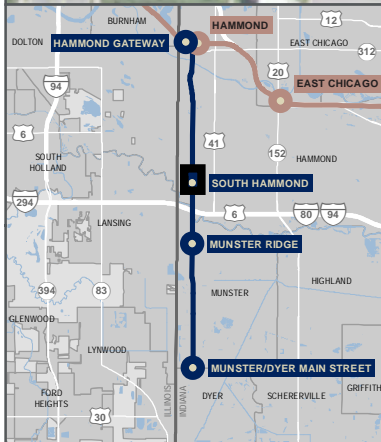 BURNHAM
HAMMOND
12
DOLTON
HAMMOND GATEWAY
EAST CHICAGO
312
20
EAST CHICAGO
94
6
41
152
SOUTH
HOLLAND
HAMMOND
SOUTH HAMMOND
294
6
80
94
LANSING
MUNSTER RIDGE
HIGHLAND
394
83
MUNSTER
GLENWOOD
LYNWOOD
MUNSTER/DYER MAIN STREET
ILLINOIS
INDIANA
FORD
HEIGHTS
DYER
SCHERERVILLE
GRIFFITH
30